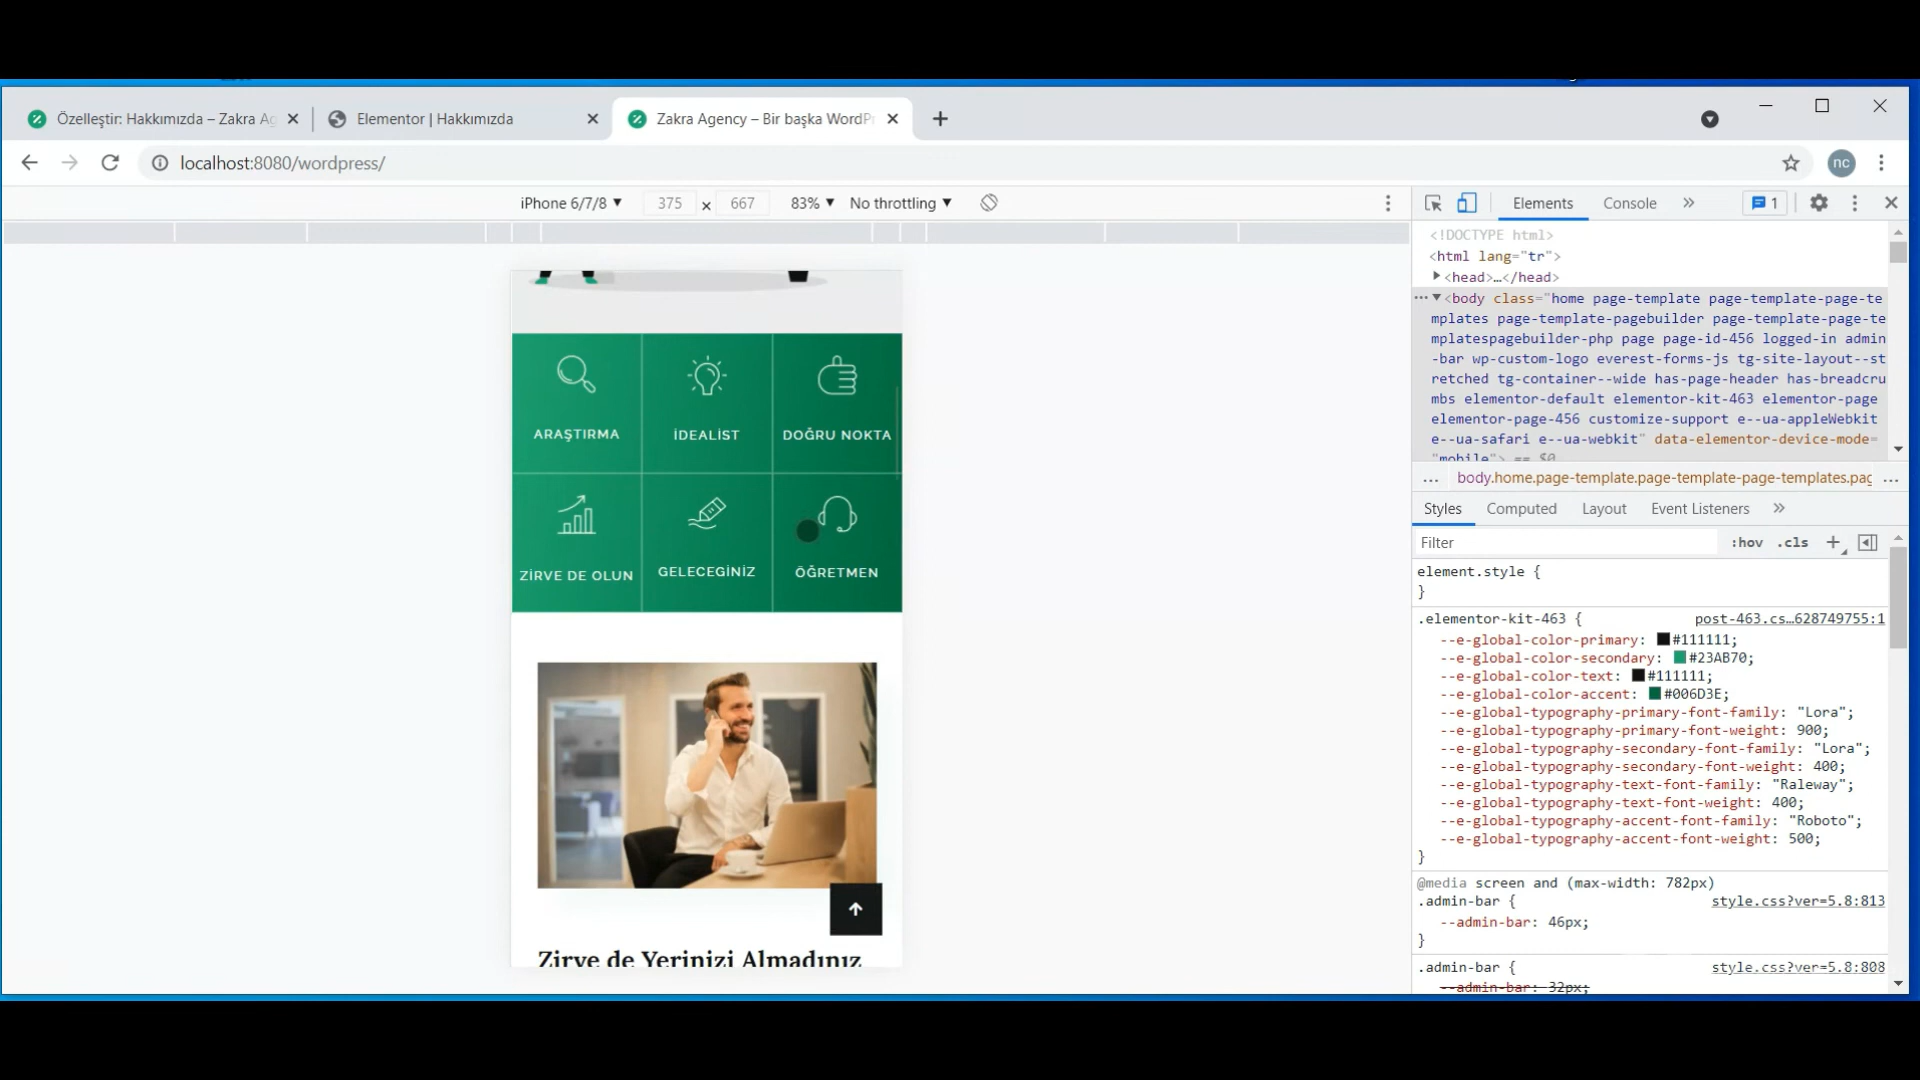 Özelleştir: Hakkımızda – Zakra Ag
Elementor | Hakkımızda
Zakra Agency – Bir başka WordPr
localhost:8080/wordpress/
nc
iPhone 6/7/8 375 x 667 83% No throttling
Elements Console » 1
<!DOCTYPE html>
<html lang="tr">
<head>…</head>
<body class="home page-template page-template-page-te
mplates page-template-pagebuilder page-template-page-te
mplatespagebuilder-php page page-id-456 logged-in admin
-bar wp-custom-logo everest-forms-js tg-site-layout--st
retched tg-container--wide has-page-header has-breadcru
mbs elementor-default elementor-kit-463 elementor-page
elementor-page-456 customize-support e--ua-appleWebkit
e--ua-safari e--ua-webkit" data-elementor-device-mode=
"mobile"> == $0
... body.home.page-template.page-template-page-templates.pag ...
Styles Computed Layout Event Listeners »
Filter :hov .cls +
element.style {
}
.elementor-kit-463 { post-463.cs…628749755:1
--e-global-color-primary: #111111;
--e-global-color-secondary: #23AB70;
--e-global-color-text: #111111;
--e-global-color-accent: #006D3E;
--e-global-typography-primary-font-family: "Lora";
--e-global-typography-primary-font-weight: 900;
--e-global-typography-secondary-font-family: "Lora";
--e-global-typography-secondary-font-weight: 400;
--e-global-typography-text-font-family: "Raleway";
--e-global-typography-text-font-weight: 400;
--e-global-typography-accent-font-family: "Roboto";
--e-global-typography-accent-font-weight: 500;
}
@media screen and (max-width: 782px)
.admin-bar { style.css?ver=5.8:813
--admin-bar: 46px;
}
.admin-bar { style.css?ver=5.8:808
--admin-bar: 32px;
ARAŞTIRMA
İDEALİST
DOĞRU NOKTA
ZİRVE DE OLUN
GELECEGİNİZ
ÖĞRETMEN
Zirve de Yerinizi Almadınız